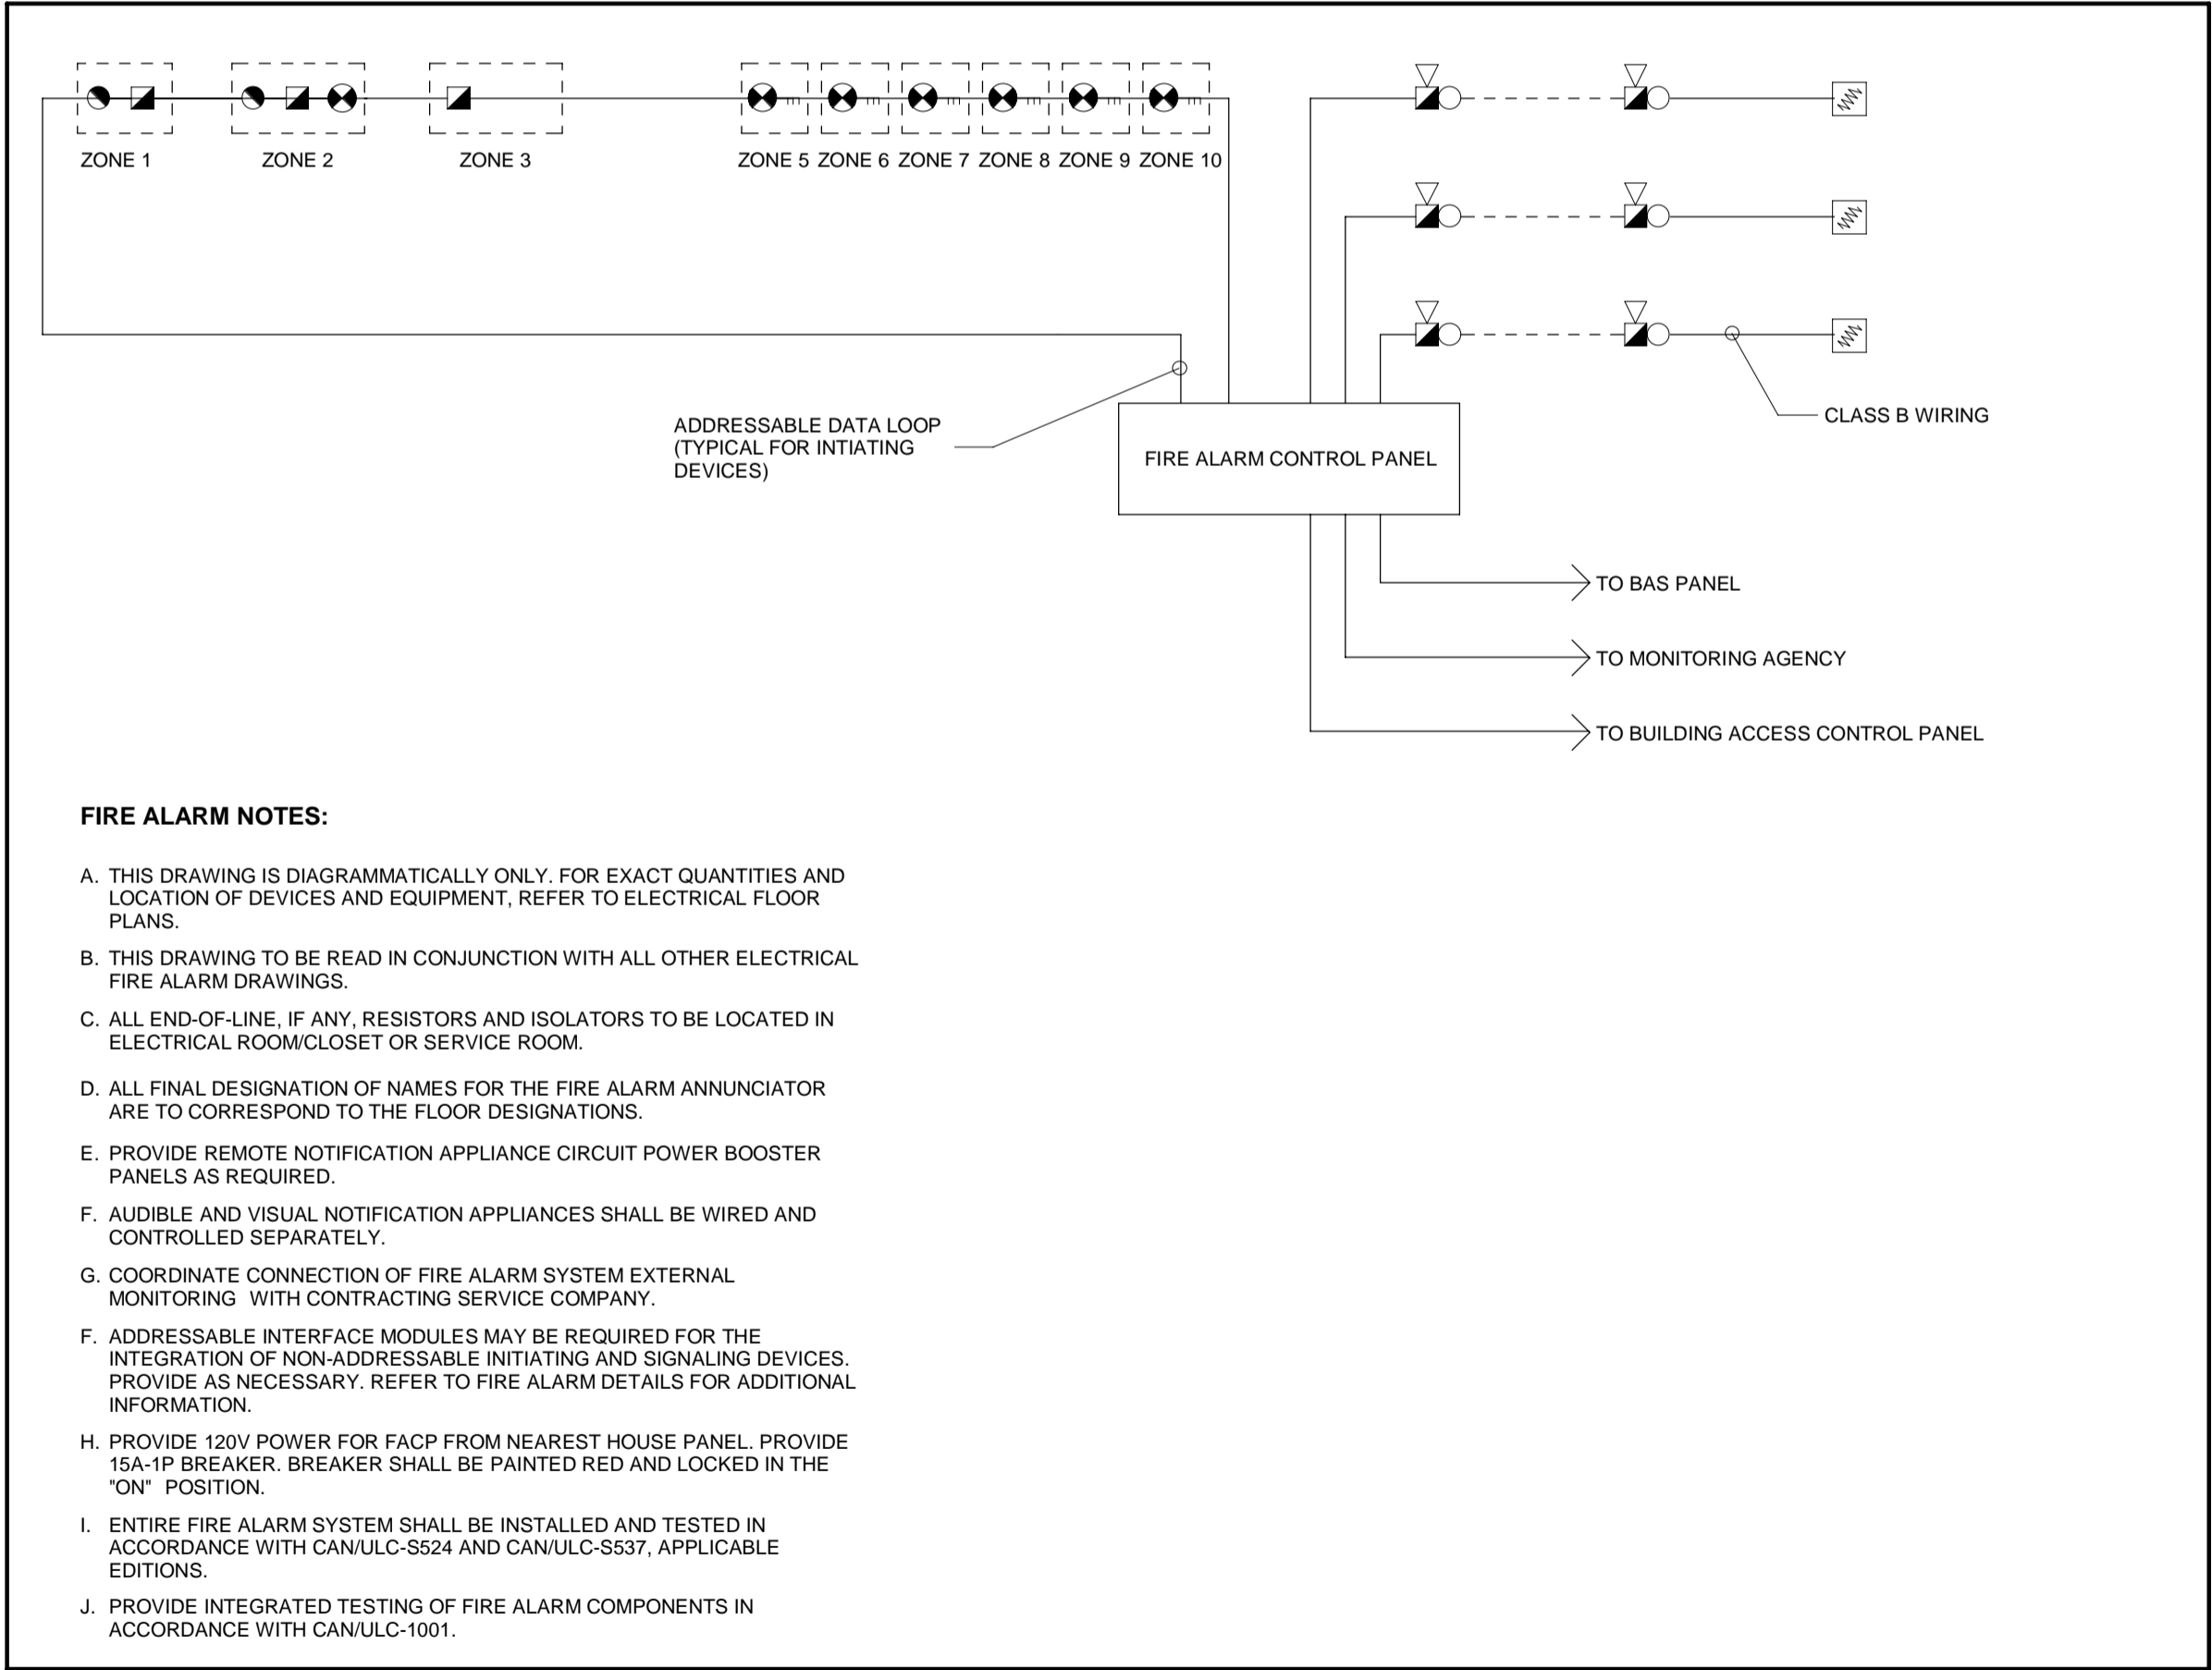 ZONE 1
ZONE 2
ZONE 3
ZONE 5
ZONE 6
ZONE 7
ZONE 8
ZONE 9
ZONE 10
ADDRESSABLE DATA LOOP
(TYPICAL FOR INTIATING
DEVICES)
FIRE ALARM CONTROL PANEL
CLASS B WIRING
TO BAS PANEL
TO MONITORING AGENCY
TO BUILDING ACCESS CONTROL PANEL
FIRE ALARM NOTES:
A. THIS DRAWING IS DIAGRAMMATICALLY ONLY. FOR EXACT QUANTITIES AND
LOCATION OF DEVICES AND EQUIPMENT, REFER TO ELECTRICAL FLOOR
PLANS.
B. THIS DRAWING TO BE READ IN CONJUNCTION WITH ALL OTHER ELECTRICAL
FIRE ALARM DRAWINGS.
C. ALL END-OF-LINE, IF ANY, RESISTORS AND ISOLATORS TO BE LOCATED IN
ELECTRICAL ROOM/CLOSET OR SERVICE ROOM.
D. ALL FINAL DESIGNATION OF NAMES FOR THE FIRE ALARM ANNUNCIATOR
ARE TO CORRESPOND TO THE FLOOR DESIGNATIONS.
E. PROVIDE REMOTE NOTIFICATION APPLIANCE CIRCUIT POWER BOOSTER
PANELS AS REQUIRED.
F. AUDIBLE AND VISUAL NOTIFICATION APPLIANCES SHALL BE WIRED AND
CONTROLLED SEPARATELY.
G. COORDINATE CONNECTION OF FIRE ALARM SYSTEM EXTERNAL
MONITORING WITH CONTRACTING SERVICE COMPANY.
F. ADDRESSABLE INTERFACE MODULES MAY BE REQUIRED FOR THE
INTEGRATION OF NON-ADDRESSABLE INITIATING AND SIGNALING DEVICES.
PROVIDE AS NECESSARY. REFER TO FIRE ALARM DETAILS FOR ADDITIONAL
INFORMATION.
H. PROVIDE 120V POWER FOR FACP FROM NEAREST HOUSE PANEL. PROVIDE
15A-1P BREAKER. BREAKER SHALL BE PAINTED RED AND LOCKED IN THE
"ON" POSITION.
I. ENTIRE FIRE ALARM SYSTEM SHALL BE INSTALLED AND TESTED IN
ACCORDANCE WITH CAN/ULC-S524 AND CAN/ULC-S537, APPLICABLE
EDITIONS.
J. PROVIDE INTEGRATED TESTING OF FIRE ALARM COMPONENTS IN
ACCORDANCE WITH CAN/ULC-1001.